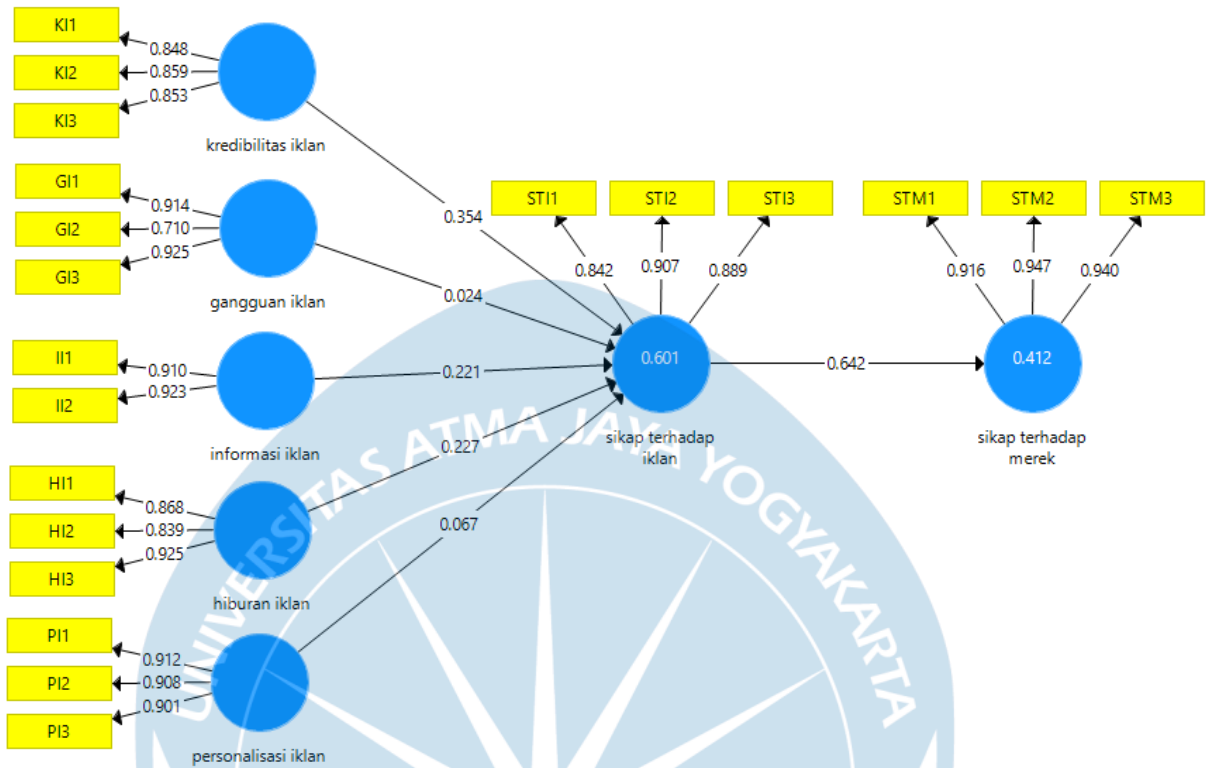 KI1
0.848
KI2
0.859
KI3
0.853
kredibilitas iklan
GI1
0.914
GI2
0.710
GI3
0.925
gangguan iklan
II1
0.910
II2
0.923
informasi iklan
HI1
0.868
HI2
0.839
HI3
0.925
hiburan iklan
PI1
0.912
PI2
0.908
PI3
0.901
personalisasi iklan
0.354
0.024
0.221
0.227
0.067
STI1
STI2
STI3
0.842
0.907
0.889
0.601
sikap terhadap
iklan
0.642
STM1
STM2
STM3
0.916
0.947
0.940
0.412
sikap terhadap
merek
UNIVERSITAS ATMA JAYA YOGYAKARTA